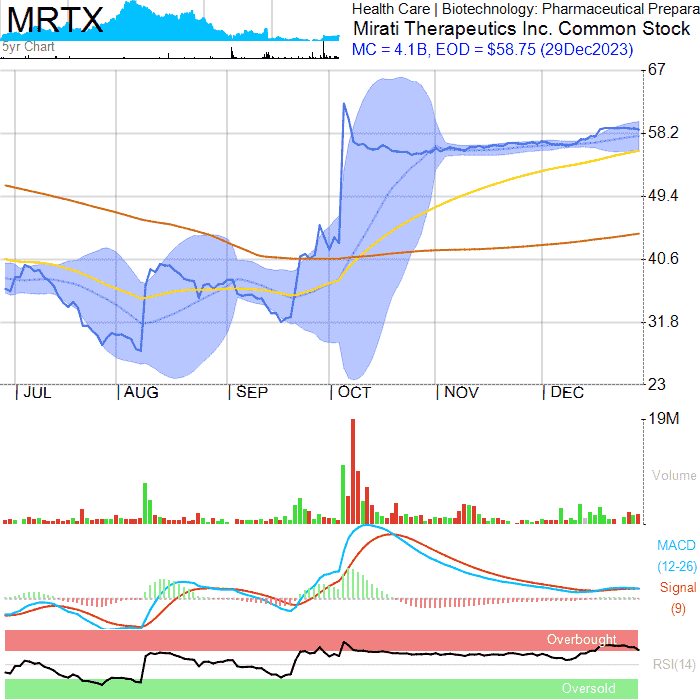 MRTX
Health Care | Biotechnology: Pharmaceutical Prepara
Mirati Therapeutics Inc. Common Stock
5yr Chart
MC = 4.1B, EOD = $58.75 (29Dec2023)
67
58.2
49.4
40.6
31.8
23
| JUL | AUG | SEP | OCT | NOV | DEC
19M
Volume
MACD
(12-26)
Signal
(9)
Overbought
RSI(14)
Oversold